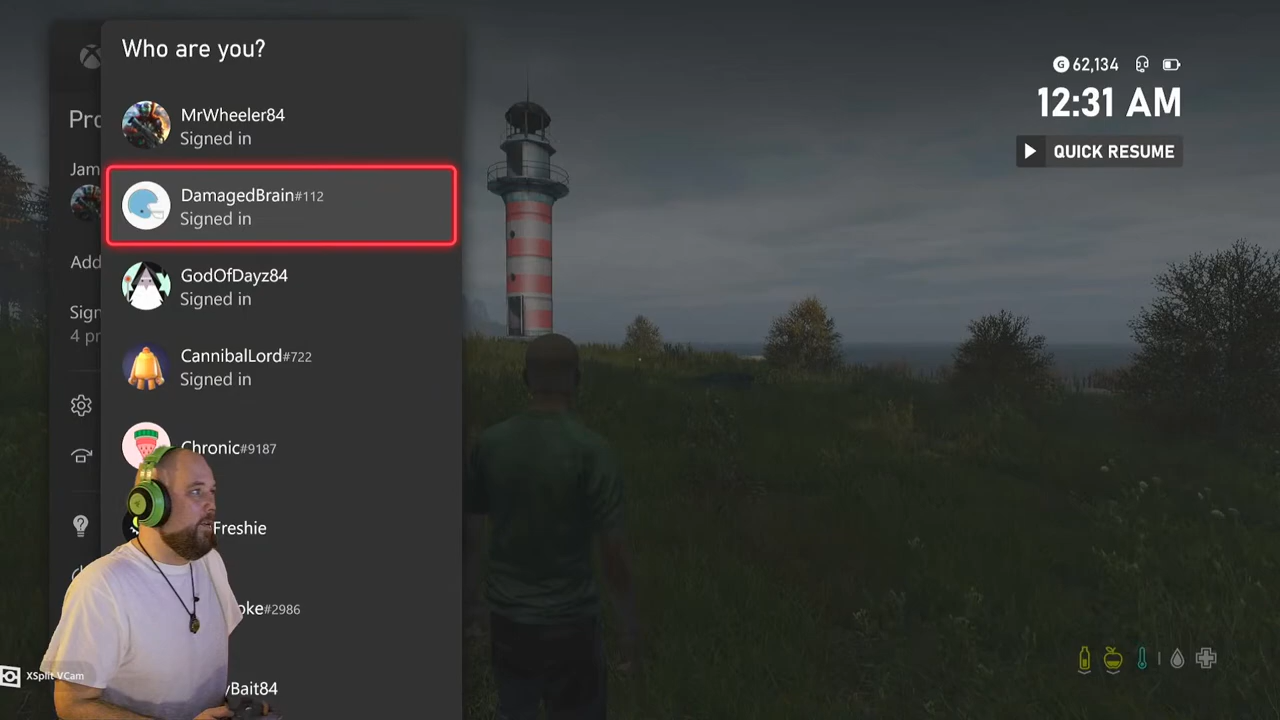 Who are you?
MrWheeler84
Signed in
DamagedBrain#112
Signed in
GodOfDayz84
Signed in
CannibalLord#722
Signed in
Chronic#9187
Freshie
oke#2986
yBait84
Pro
Jam
Add
Sign
4 pr
XSplit VCam
G 62,134
12:31 AM
QUICK RESUME